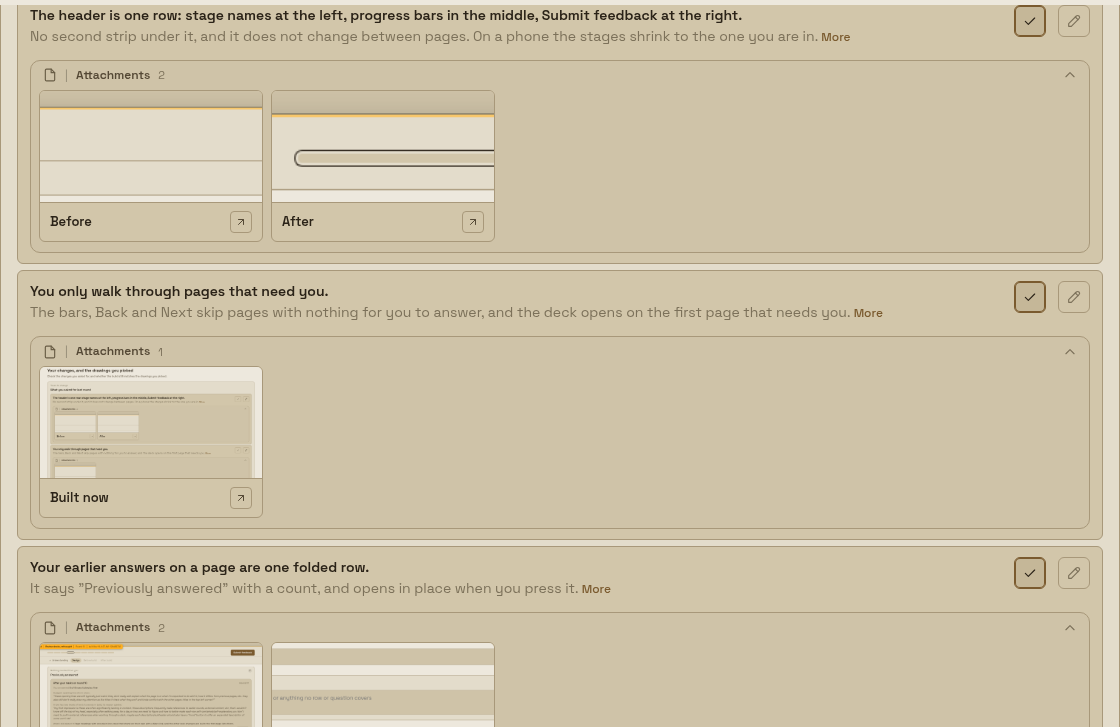 The header is one row: stage names at the left, progress bars in the middle, Submit feedback at the right.
No second strip under it, and it does not change between pages. On a phone the stages shrink to the one you are in. More
Attachments 2
Before
After
You only walk through pages that need you.
The bars, Back and Next skip pages with nothing for you to answer, and the deck opens on the first page that needs you. More
Attachments 1
Your changes, and the drawings you picked
Built now
Your earlier answers on a page are one folded row.
It says "Previously answered" with a count, and opens in place when you press it. More
Attachments 2
or anything no row or question covers